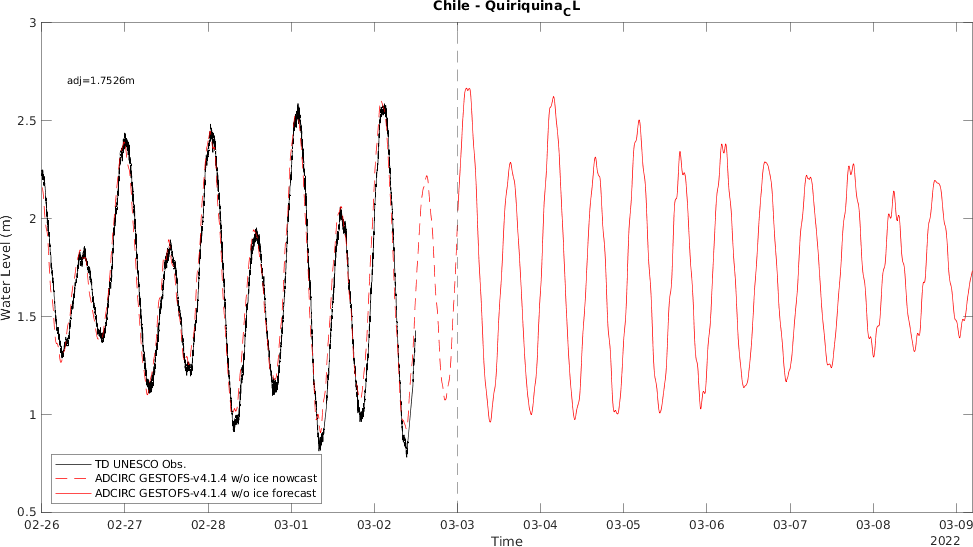 Chile - Quiriquina_CL
3
adj=1.7526m
2.5
2
Water Level (m)
1.5
1
TD UNESCO Obs.
ADCIRC GESTOFS-v4.1.4 w/o ice nowcast
ADCIRC GESTOFS-v4.1.4 w/o ice forecast
0.5
02-26 02-27 02-28 03-01 03-02 03-03 03-04 03-05 03-06 03-07 03-08 03-09
Time 2022